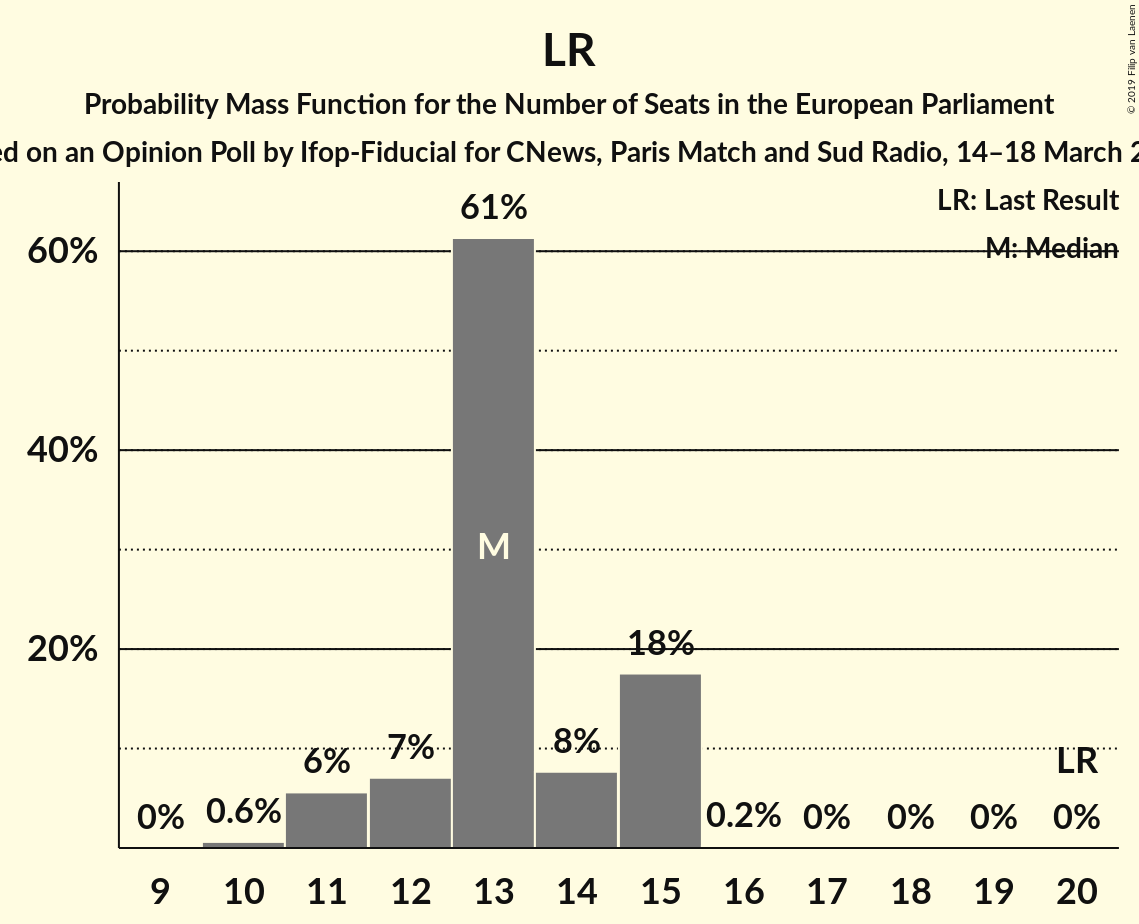 LR
Probability Mass Function for the Number of Seats in the European Parliament
on an Opinion Poll by Ifop-Fiducial for CNews, Paris Match and Sud Radio, 14–18 March
© 2019 Filip van Laenen
LR: Last Result
M: Median
60%
40%
20%
0%
0.6%
6%
7%
61%
M
8%
18%
0.2%
0%
0%
0%
LR
0%
9 10 11 12 13 14 15 16 17 18 19 20